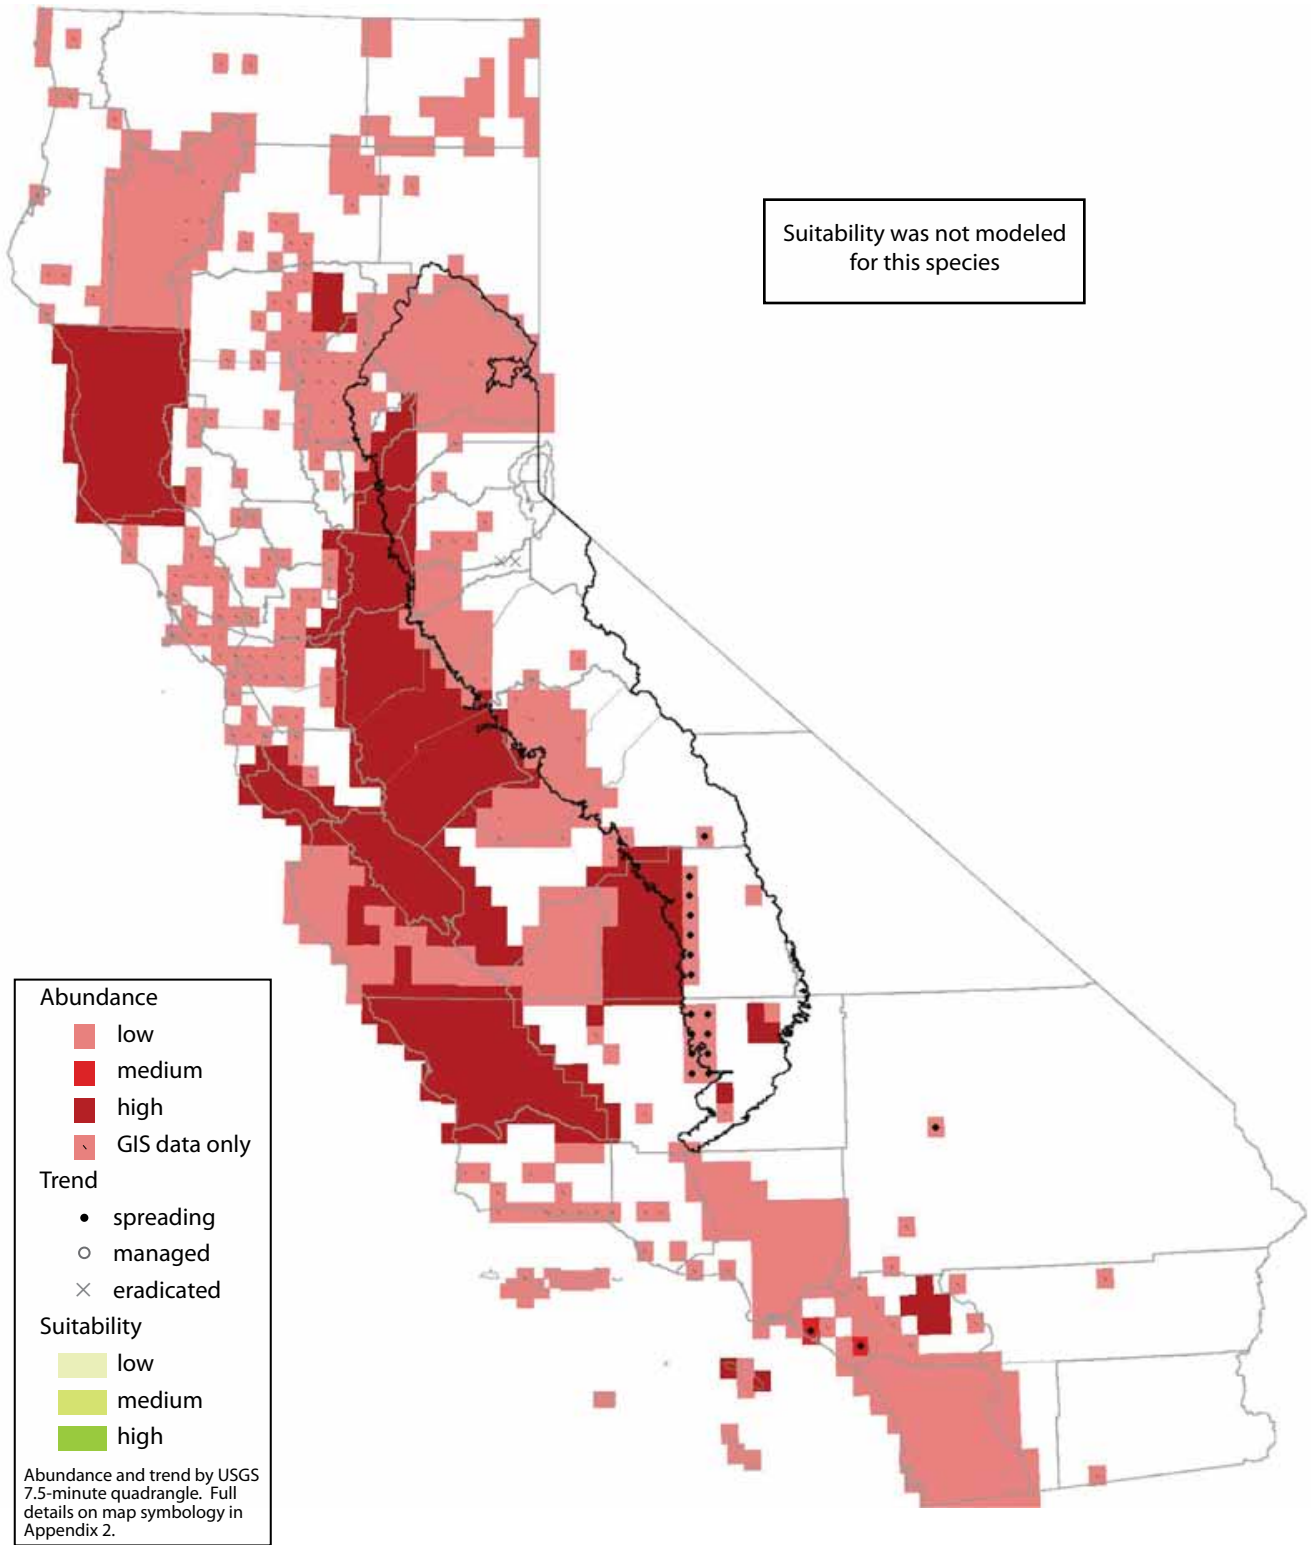 Suitability was not modeled
for this species
Abundance
low
medium
high
GIS data only
Trend
spreading
managed
eradicated
Suitability
low
medium
high
Abundance and trend by USGS
7.5-minute quadrangle. Full
details on map symbology in
Appendix 2.